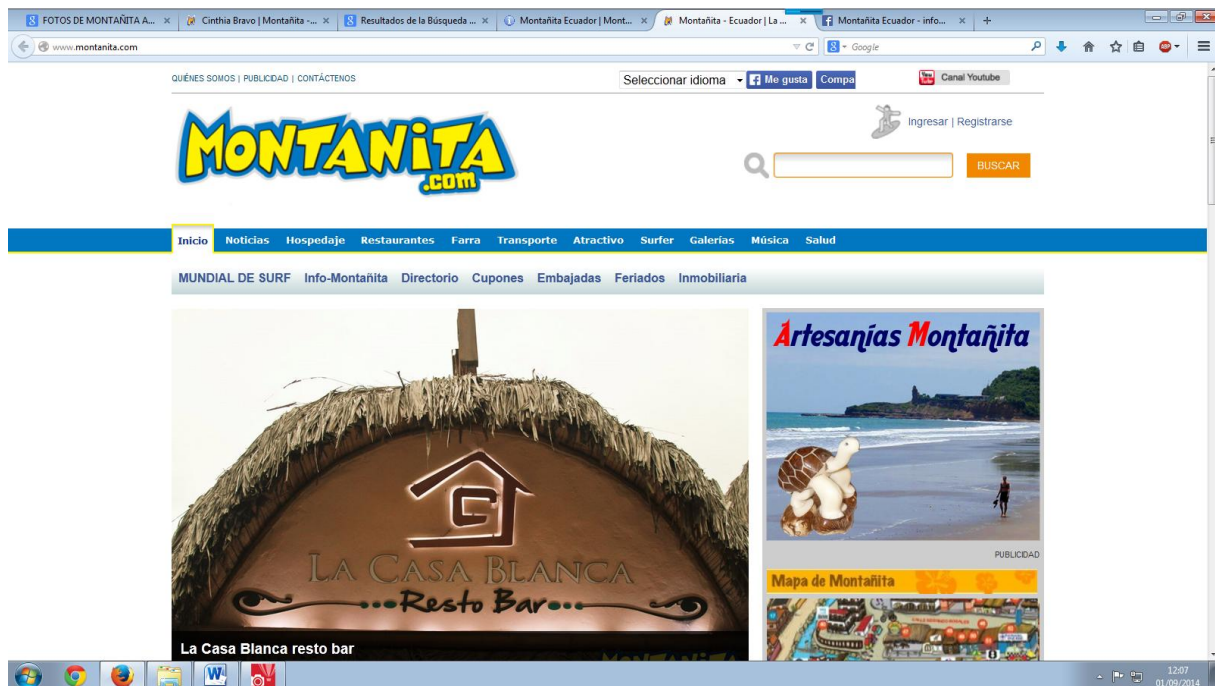 FOTOS DE MONTAÑITA A...
Cinthia Bravo | Montañita -...
Resultados de la Búsqueda ...
Montañita Ecuador | Mont...
Montañita - Ecuador | La ...
Montañita Ecuador - info...
www.montanita.com
Google
QUIÉNES SOMOS | PUBLICIDAD | CONTÁCTENOS
Seleccionar idioma
Me gusta
Compa
You Tube
Canal Youtube
MONTAÑITA
.com
Ingresar | Registrarse
BUSCAR
Inicio Noticias Hospedaje Restaurantes Farra Transporte Atractivo Surfer Galerías Música Salud
MUNDIAL DE SURF Info-Montañita Directorio Cupones Embajadas Feriados Inmobiliaria
LA CASA BLANCA
Resto Bar
La Casa Blanca resto bar
Artesanías Montañita
PUBLICIDAD
Mapa de Montañita
12:07
01/09/2014